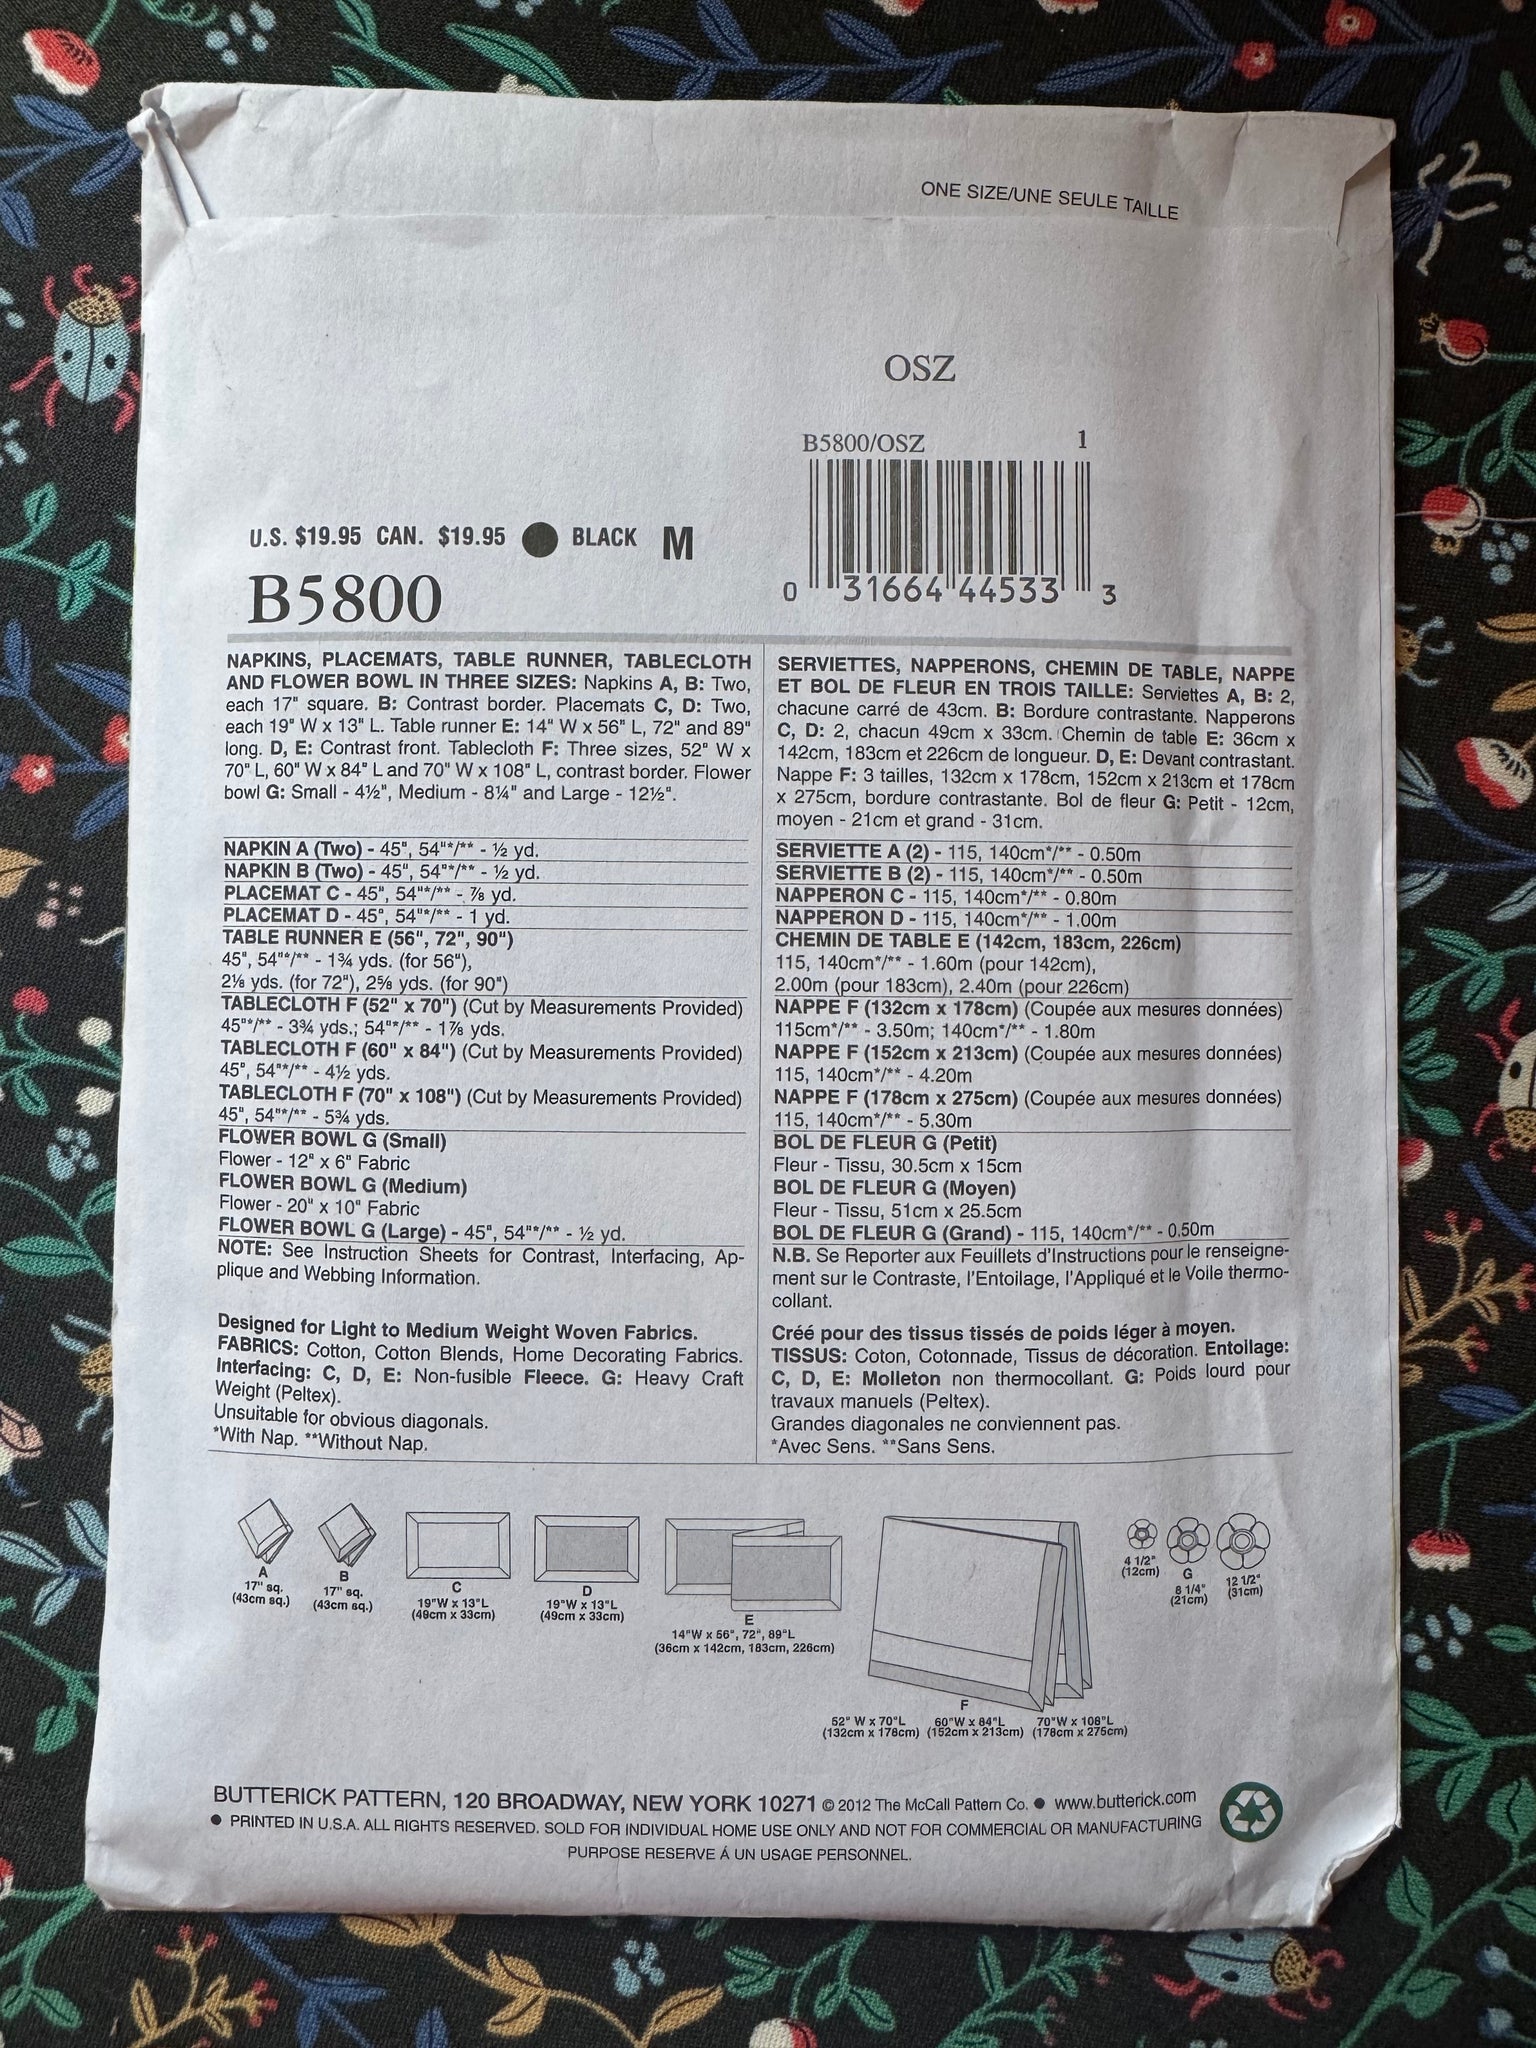 ONE SIZE/UNE SEULE TAILLE
OSZ
B5800/OSZ 1
0 31664 44533 3
U.S. $19.95 CAN. $19.95 BLACK M
B5800
NAPKINS, PLACEMATS, TABLE RUNNER, TABLECLOTH
AND FLOWER BOWL IN THREE SIZES: Napkins A, B: Two,
each 17" square. B: Contrast border. Placemats C, D: Two,
each 19" W x 13" L. Table runner E: 14" W x 56" L, 72" and 89"
long. D, E: Contrast front. Tablecloth F: Three sizes, 52" W x
70" L, 60" W x 84" L and 70" W x 108" L, contrast border. Flower
bowl G: Small - 4½", Medium - 8¼" and Large - 12½".
NAPKIN A (Two) - 45", 54"*/** - ½ yd.
NAPKIN B (Two) - 45", 54"*/** - ½ yd.
PLACEMAT C - 45", 54"*/** - ⅞ yd.
PLACEMAT D - 45", 54"*/** - 1 yd.
TABLE RUNNER E (56", 72", 90")
45", 54"*/** - 1¾ yds. (for 56"),
2⅛ yds. (for 72"), 2⅝ yds. (for 90")
TABLECLOTH F (52" x 70") (Cut by Measurements Provided)
45"*/** - 3¾ yds.; 54"*/** - 1⅞ yds.
TABLECLOTH F (60" x 84") (Cut by Measurements Provided)
45", 54"*/** - 4½ yds.
TABLECLOTH F (70" x 108") (Cut by Measurements Provided)
45", 54"*/** - 5¾ yds.
FLOWER BOWL G (Small)
Flower - 12" x 6" Fabric
FLOWER BOWL G (Medium)
Flower - 20" x 10" Fabric
FLOWER BOWL G (Large) - 45", 54"*/** - ½ yd.
NOTE: See Instruction Sheets for Contrast, Interfacing, Ap-
plique and Webbing Information.
Designed for Light to Medium Weight Woven Fabrics.
FABRICS: Cotton, Cotton Blends, Home Decorating Fabrics.
Interfacing: C, D, E: Non-fusible Fleece. G: Heavy Craft
Weight (Peltex).
Unsuitable for obvious diagonals.
*With Nap. **Without Nap.
SERVIETTES, NAPPERONS, CHEMIN DE TABLE, NAPPE
ET BOL DE FLEUR EN TROIS TAILLE: Serviettes A, B: 2,
chacune carré de 43cm. B: Bordure contrastante. Napperons
C, D: 2, chacun 49cm x 33cm. Chemin de table E: 36cm x
142cm, 183cm et 226cm de longueur. D, E: Devant contrastant.
Nappe F: 3 tailles, 132cm x 178cm, 152cm x 213cm et 178cm
x 275cm, bordure contrastante. Bol de fleur G: Petit - 12cm,
moyen - 21cm et grand - 31cm.
SERVIETTE A (2) - 115, 140cm*/** - 0.50m
SERVIETTE B (2) - 115, 140cm*/** - 0.50m
NAPPERON C - 115, 140cm*/** - 0.80m
NAPPERON D - 115, 140cm*/** - 1.00m
CHEMIN DE TABLE E (142cm, 183cm, 226cm)
115, 140cm*/** - 1.60m (pour 142cm),
2.00m (pour 183cm), 2.40m (pour 226cm)
NAPPE F (132cm x 178cm) (Coupée aux mesures données)
115cm*/** - 3.50m; 140cm*/** - 1.80m
NAPPE F (152cm x 213cm) (Coupée aux mesures données)
115, 140cm*/** - 4.20m
NAPPE F (178cm x 275cm) (Coupée aux mesures données)
115, 140cm*/** - 5.30m
BOL DE FLEUR G (Petit)
Fleur - Tissu, 30.5cm x 15cm
BOL DE FLEUR G (Moyen)
Fleur - Tissu, 51cm x 25.5cm
BOL DE FLEUR G (Grand) - 115, 140cm*/** - 0.50m
N.B. Se Reporter aux Feuillets d'Instructions pour le renseigne-
ment sur le Contraste, l'Entoilage, l'Appliqué et le Voile thermo-
collant.
Créé pour des tissus tissés de poids léger à moyen.
TISSUS: Coton, Cotonnade, Tissus de décoration. Entoilage:
C, D, E: Molleton non thermocollant. G: Poids lourd pour
travaux manuels (Peltex).
Grandes diagonales ne conviennent pas.
*Avec Sens. **Sans Sens.
A
17" sq.
(43cm sq.)
B
17" sq.
(43cm sq.)
C
19"W x 13"L
(49cm x 33cm)
D
19"W x 13"L
(49cm x 33cm)
E
14"W x 56", 72", 89"L
(36cm x 142cm, 183cm, 226cm)
F
52" W x 70"L 60"W x 84"L 70"W x 108"L
(132cm x 178cm) (152cm x 213cm) (178cm x 275cm)
4 1/2"
(12cm)
G
8 1/4"
(21cm)
12 1/2"
(31cm)
BUTTERICK PATTERN, 120 BROADWAY, NEW YORK 10271 © 2012 The McCall Pattern Co. ● www.butterick.com
● PRINTED IN U.S.A. ALL RIGHTS RESERVED. SOLD FOR INDIVIDUAL HOME USE ONLY AND NOT FOR COMMERCIAL OR MANUFACTURING
PURPOSE RESERVE Á UN USAGE PERSONNEL.